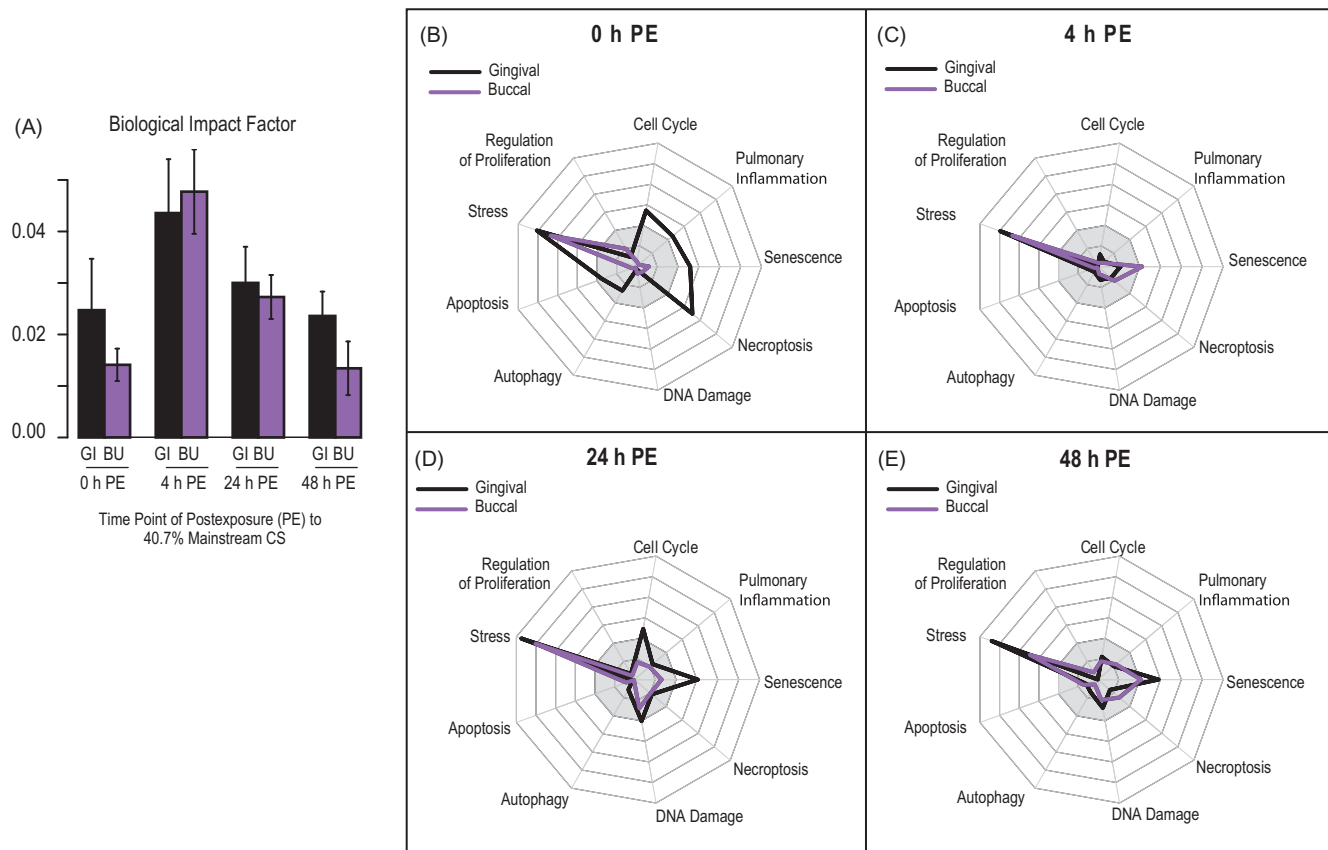 (A)
Biological Impact Factor
0.04
0.02
0.00
GI BU GI BU GI BU GI BU
0 h PE 4 h PE 24 h PE 48 h PE
Time Point of Postexposure (PE) to
40.7% Mainstream CS
(B)
0 h PE
Gingival
Buccal
Cell Cycle
Regulation
of Proliferation
Pulmonary
Inflammation
Stress
Senescence
Apoptosis
Necroptosis
Autophagy
DNA Damage
(C)
4 h PE
Gingival
Buccal
Cell Cycle
Regulation
of Proliferation
Pulmonary
Inflammation
Stress
Senescence
Apoptosis
Necroptosis
Autophagy
DNA Damage
(D)
24 h PE
Gingival
Buccal
Cell Cycle
Regulation
of Proliferation
Pulmonary
Inflammation
Stress
Senescence
Apoptosis
Necroptosis
Autophagy
DNA Damage
(E)
48 h PE
Gingival
Buccal
Cell Cycle
Regulation
of Proliferation
Pulmonary
Inflammation
Stress
Senescence
Apoptosis
Necroptosis
Autophagy
DNA Damage